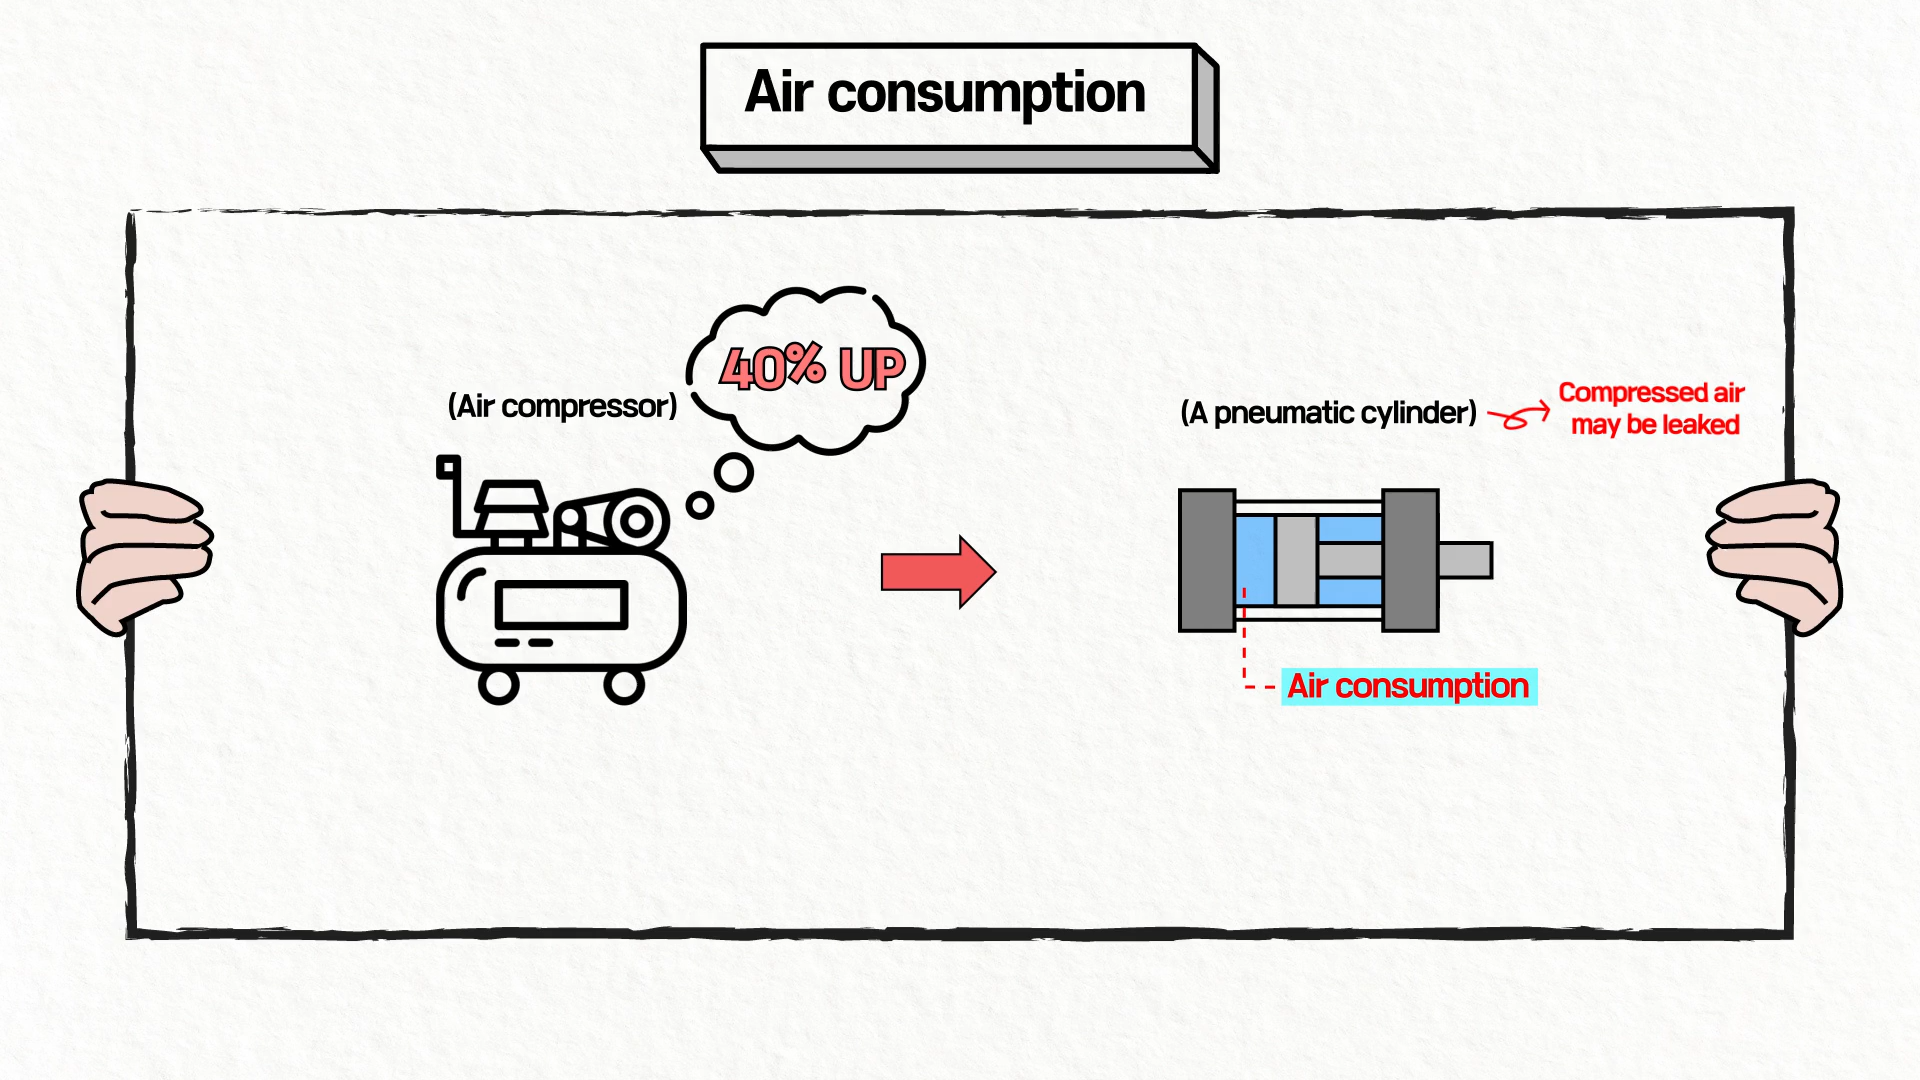 Air consumption
40% UP
(Air compressor)
(A pneumatic cylinder)
Compressed air
may be leaked
Air consumption